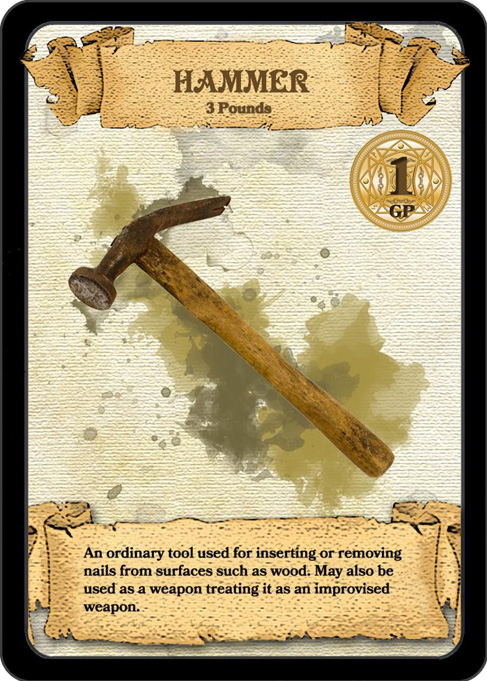 HAMMER
3 Pounds
1
GP
An ordinary tool used for inserting or removing
nails from surfaces such as wood. May also be
used as a weapon treating it as an improvised
weapon.